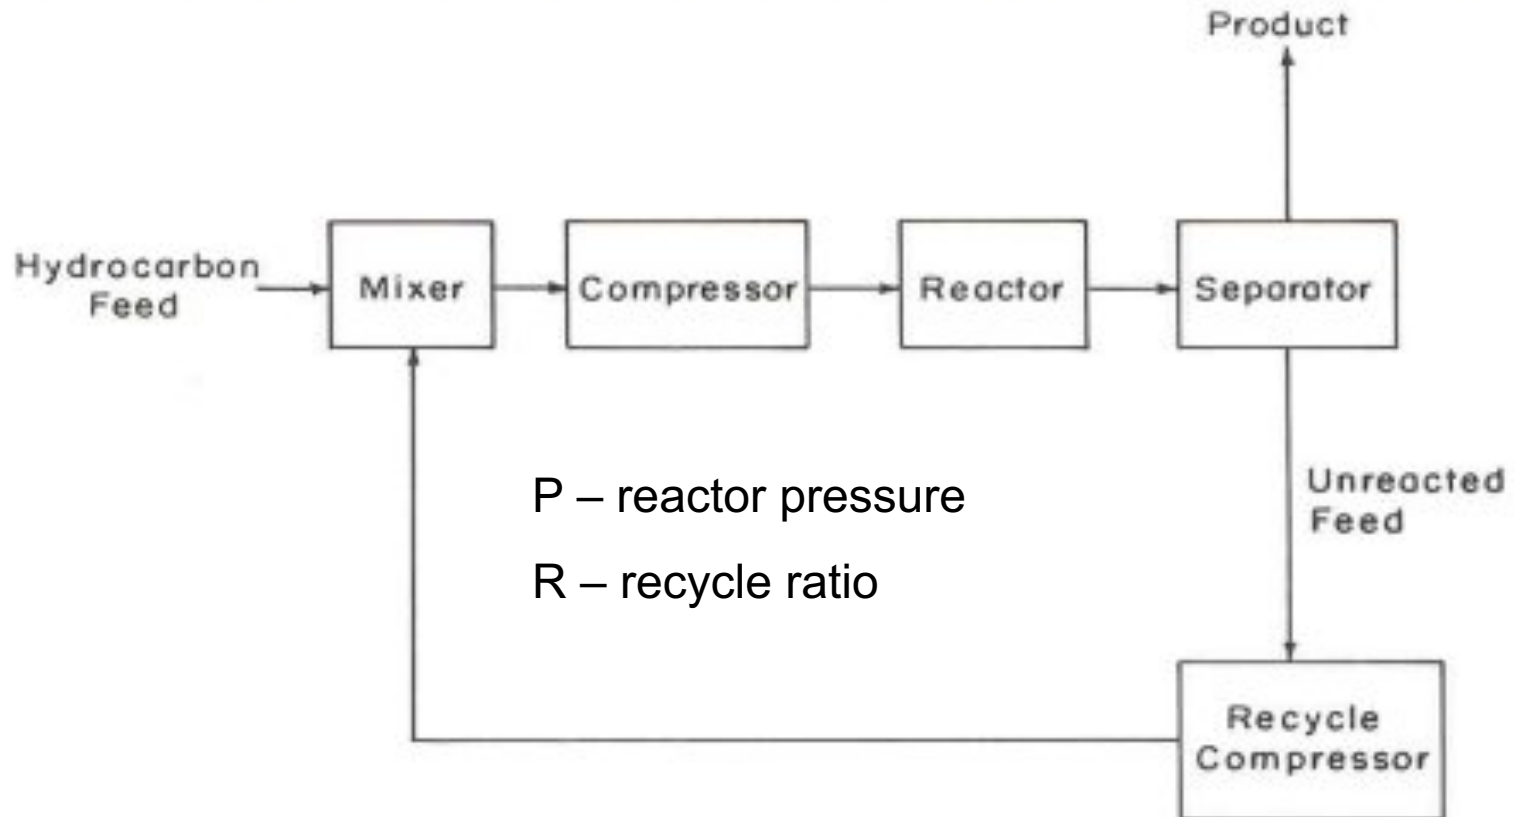 Product
Hydrocarbon
Feed
Mixer
Compressor
Reactor
Separator
P – reactor pressure
R – recycle ratio
Unreacted
Feed
Recycle
Compressor